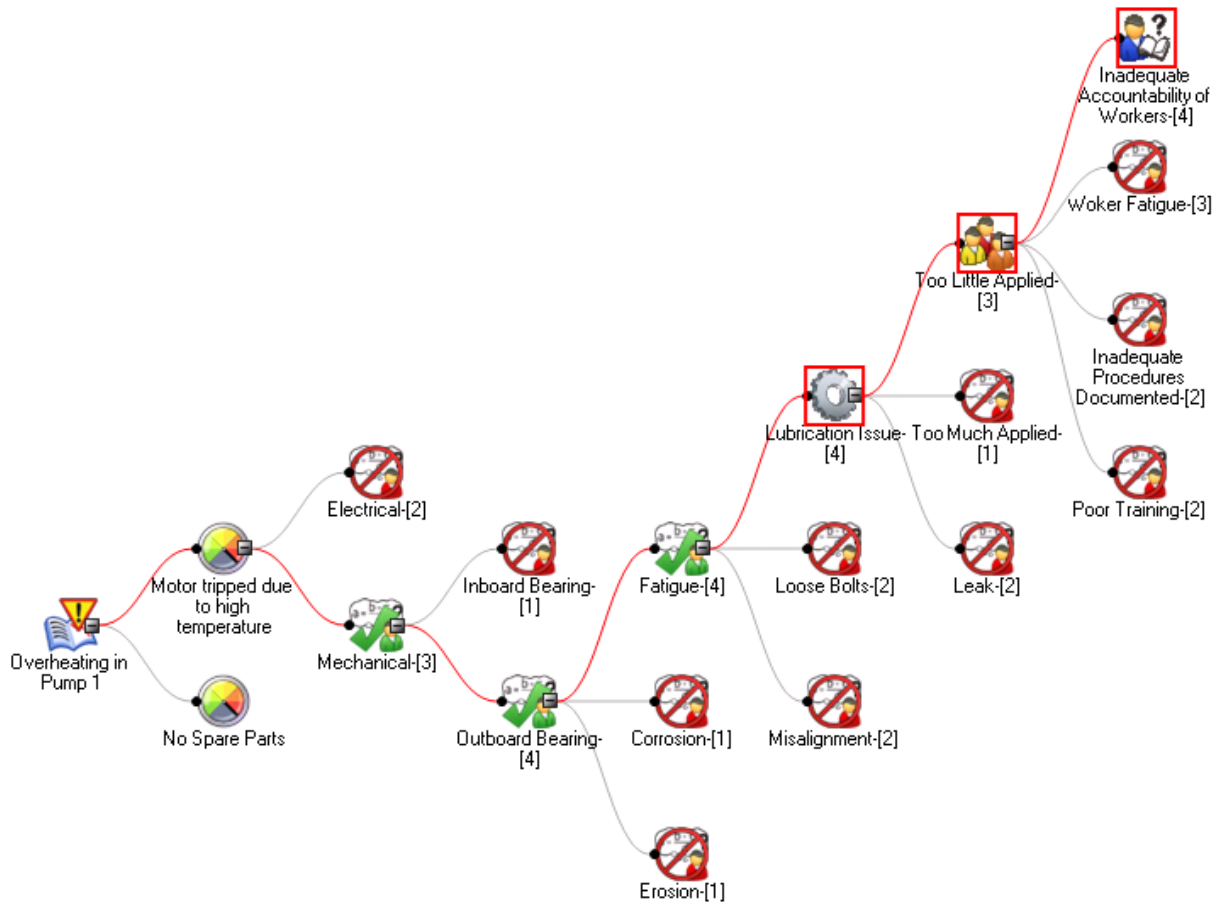 Inadequate
Accountability of
Workers-[4]
Woker Fatigue-[3]
Too Little Applied-
[3]
Inadequate
Procedures
Documented-[2]
Lubrication Issue-
[4]
Too Much Applied-
[1]
Electrical-[2]
Poor Training-[2]
Motor tripped due
to high
temperature
Inboard Bearing-
[1]
Fatigue-[4]
Loose Bolts-[2]
Leak-[2]
Overheating in
Pump 1
Mechanical-[3]
No Spare Parts
Outboard Bearing-
[4]
Corrosion-[1]
Misalignment-[2]
Erosion-[1]